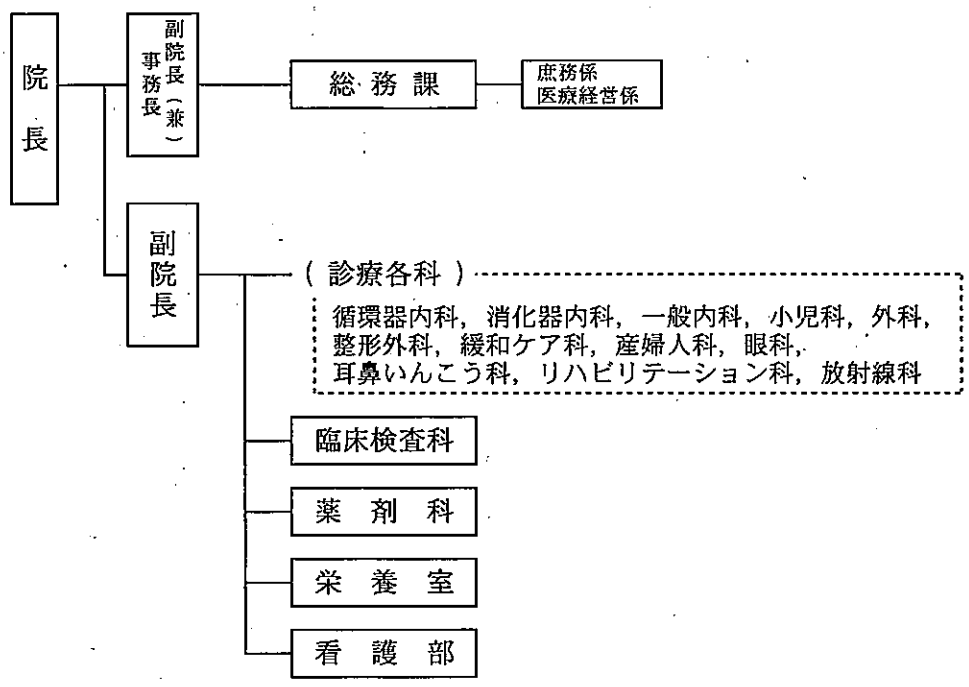 院長
副院長(兼)
事務長
総務課
庶務係
医療経営係
副院長
(診療各科)
循環器内科，消化器内科，一般内科，小児科，外科，
整形外科，緩和ケア科，産婦人科，眼科，
耳鼻いんこう科，リハビリテーション科，放射線科
臨床検査科
薬剤科
栄養室
看護部